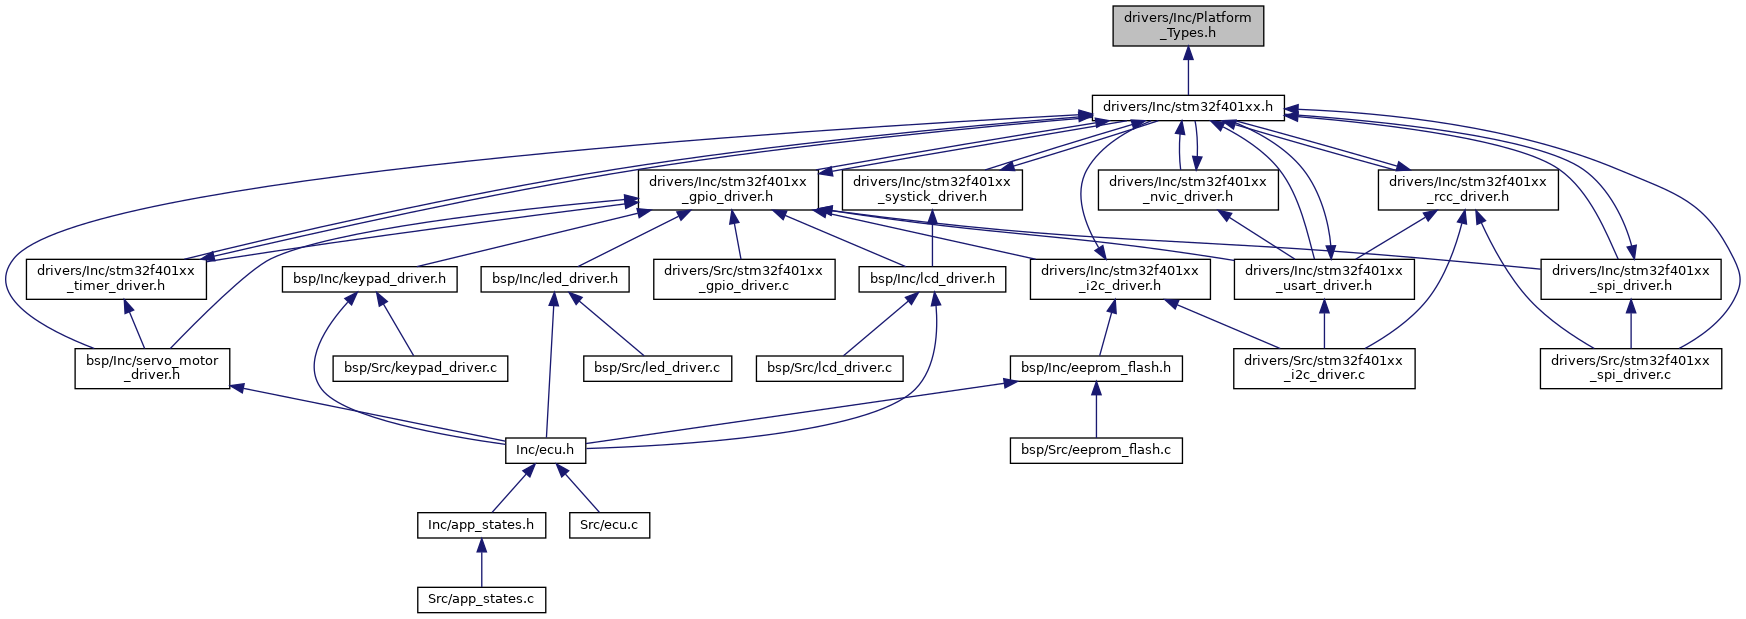 drivers/Inc/Platform
_Types.h
drivers/Inc/stm32f401xx.h
drivers/Inc/stm32f401xx
_gpio_driver.h
drivers/Inc/stm32f401xx
_systick_driver.h
drivers/Inc/stm32f401xx
_nvic_driver.h
drivers/Inc/stm32f401xx
_rcc_driver.h
drivers/Inc/stm32f401xx
_timer_driver.h
bsp/Inc/keypad_driver.h
bsp/Inc/led_driver.h
drivers/Src/stm32f401xx
_gpio_driver.c
bsp/Inc/lcd_driver.h
drivers/Inc/stm32f401xx
_i2c_driver.h
drivers/Inc/stm32f401xx
_usart_driver.h
drivers/Inc/stm32f401xx
_spi_driver.h
bsp/Inc/servo_motor
_driver.h
bsp/Src/keypad_driver.c
bsp/Src/led_driver.c
bsp/Src/lcd_driver.c
bsp/Inc/eeprom_flash.h
drivers/Src/stm32f401xx
_i2c_driver.c
drivers/Src/stm32f401xx
_spi_driver.c
Inc/ecu.h
bsp/Src/eeprom_flash.c
Inc/app_states.h
Src/ecu.c
Src/app_states.c